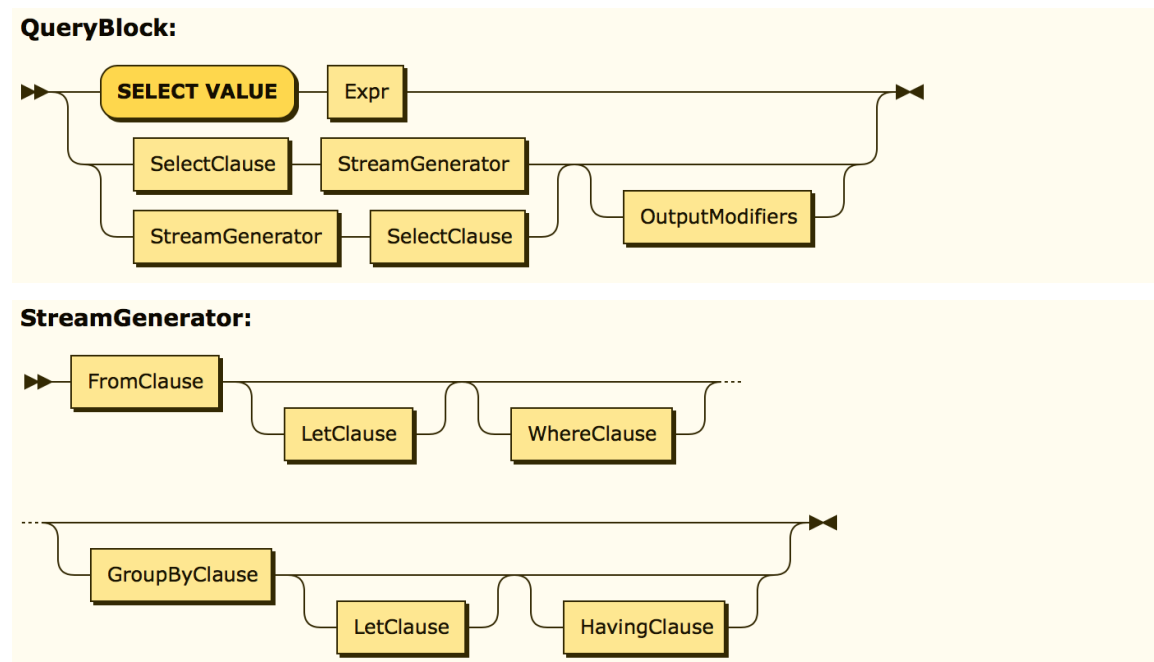 QueryBlock:
SELECT VALUE Expr
SelectClause StreamGenerator
OutputModifiers
StreamGenerator SelectClause
StreamGenerator:
FromClause
LetClause WhereClause
GroupByClause
LetClause HavingClause